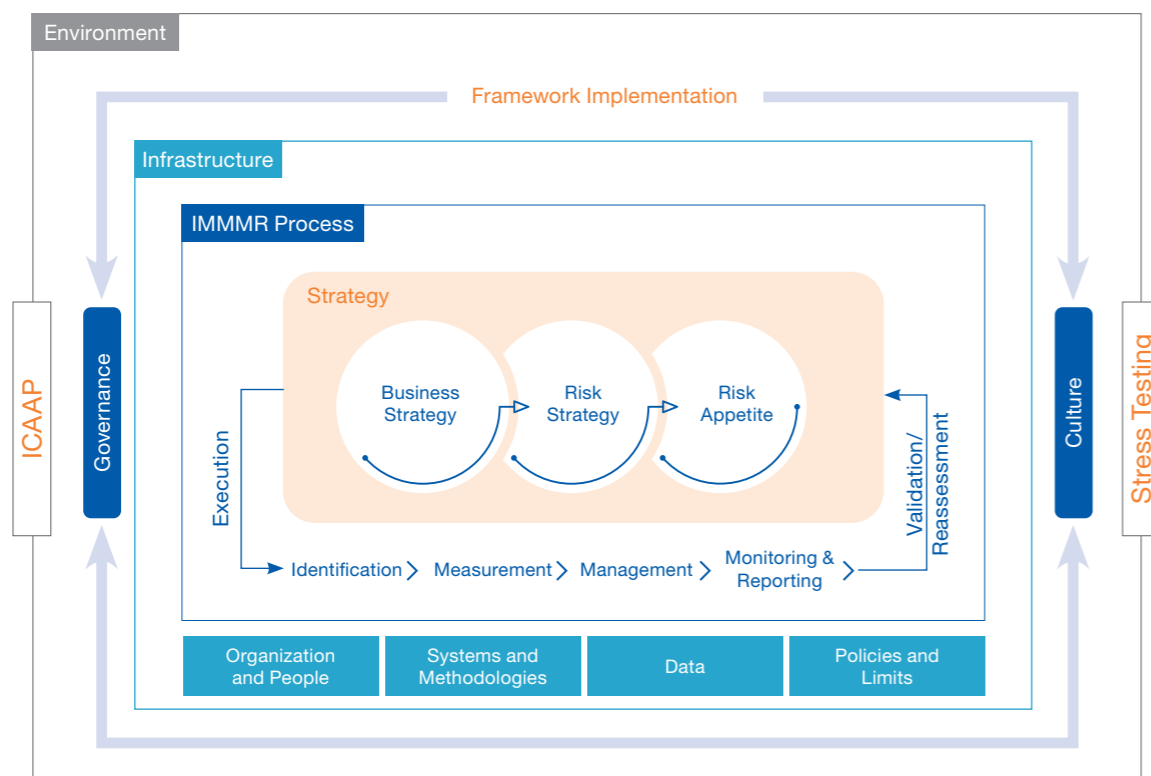 Environment
Framework Implementation
Infrastructure
IMMMR Process
Strategy
Business
Strategy
Risk
Strategy
Risk
Appetite
ICAAP
Governance
Execution
Validation/
Reassessment
Culture
Stress Testing
Identification
Measurement
Management
Monitoring &
Reporting
Organization
and People
Systems and
Methodologies
Data
Policies and
Limits